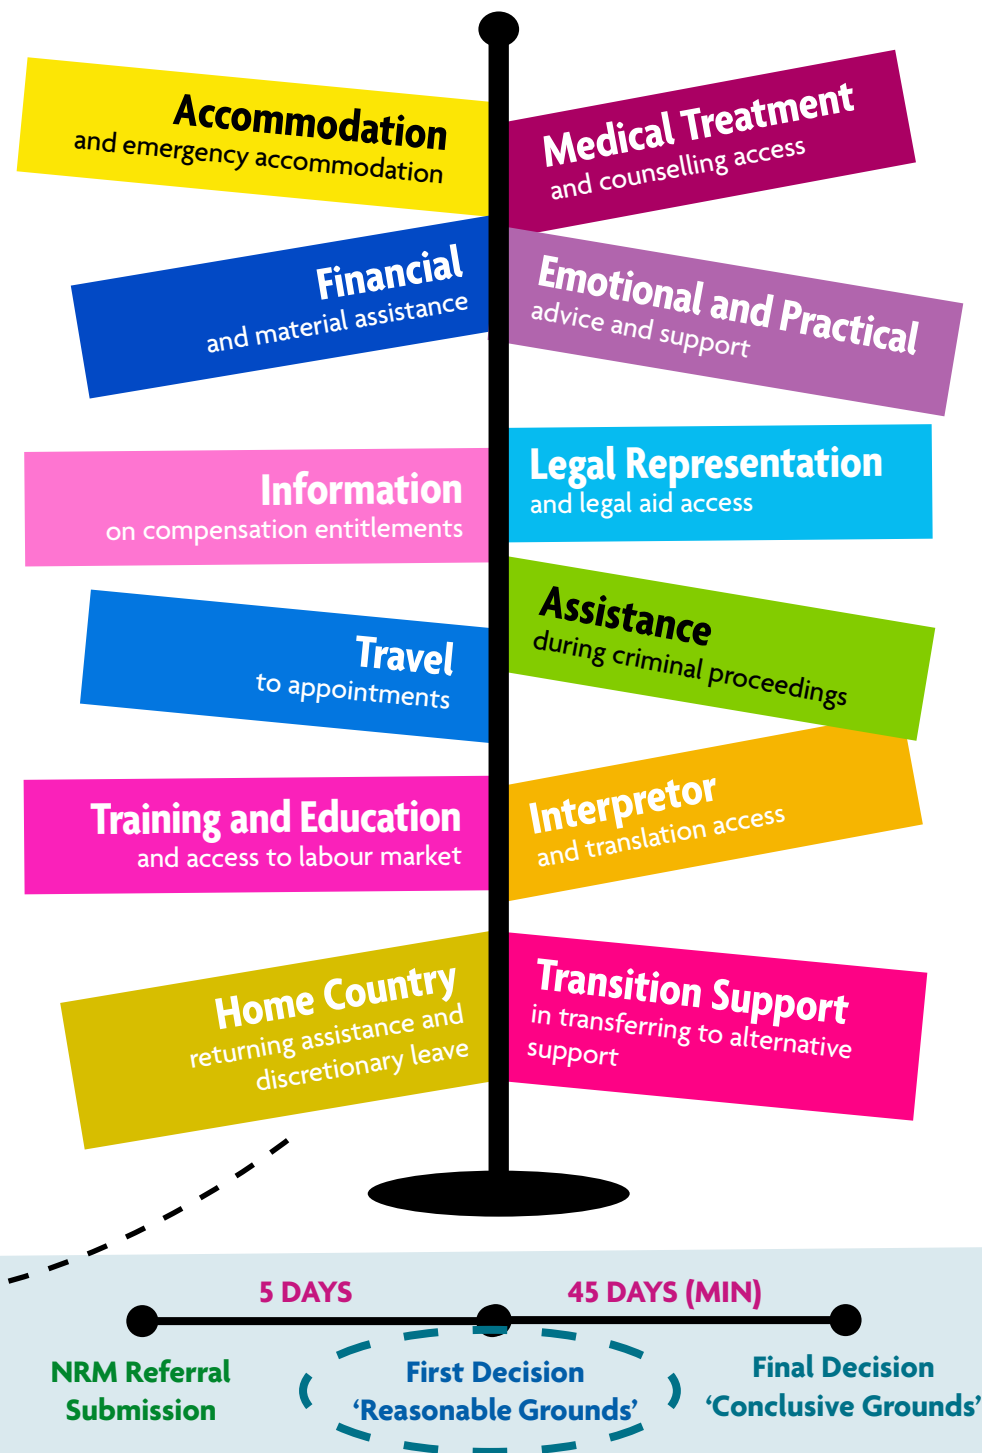 Accommodation
and emergency accommodation
Medical Treatment
and counselling access
Financial
and material assistance
Emotional and Practical
advice and support
Information
on compensation entitlements
Legal Representation
and legal aid access
Travel
to appointments
Assistance
during criminal proceedings
Training and Education
and access to labour market
Interpretor
and translation access
Home Country
returning assistance and
discretionary leave
Transition Support
in transferring to alternative
support
5 DAYS
45 DAYS (MIN)
NRM Referral
Submission
First Decision
‘Reasonable Grounds’
Final Decision
‘Conclusive Grounds’